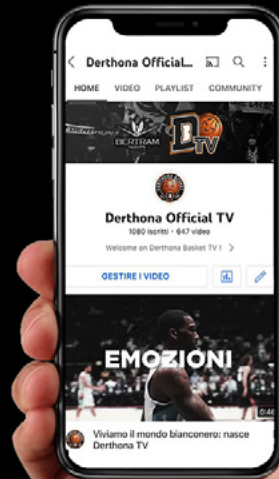 Derthona Official...
HOME VIDEO PLAYLIST COMMUNITY
BERTRAM
DTV
Derthona Official TV
1080 iscritti • 647 video
Welcome on Derthona Basket TV !
GESTIRE I VIDEO
EMOZIONI
0:46
Viviamo il mondo bianconero: nasce
Derthona TV